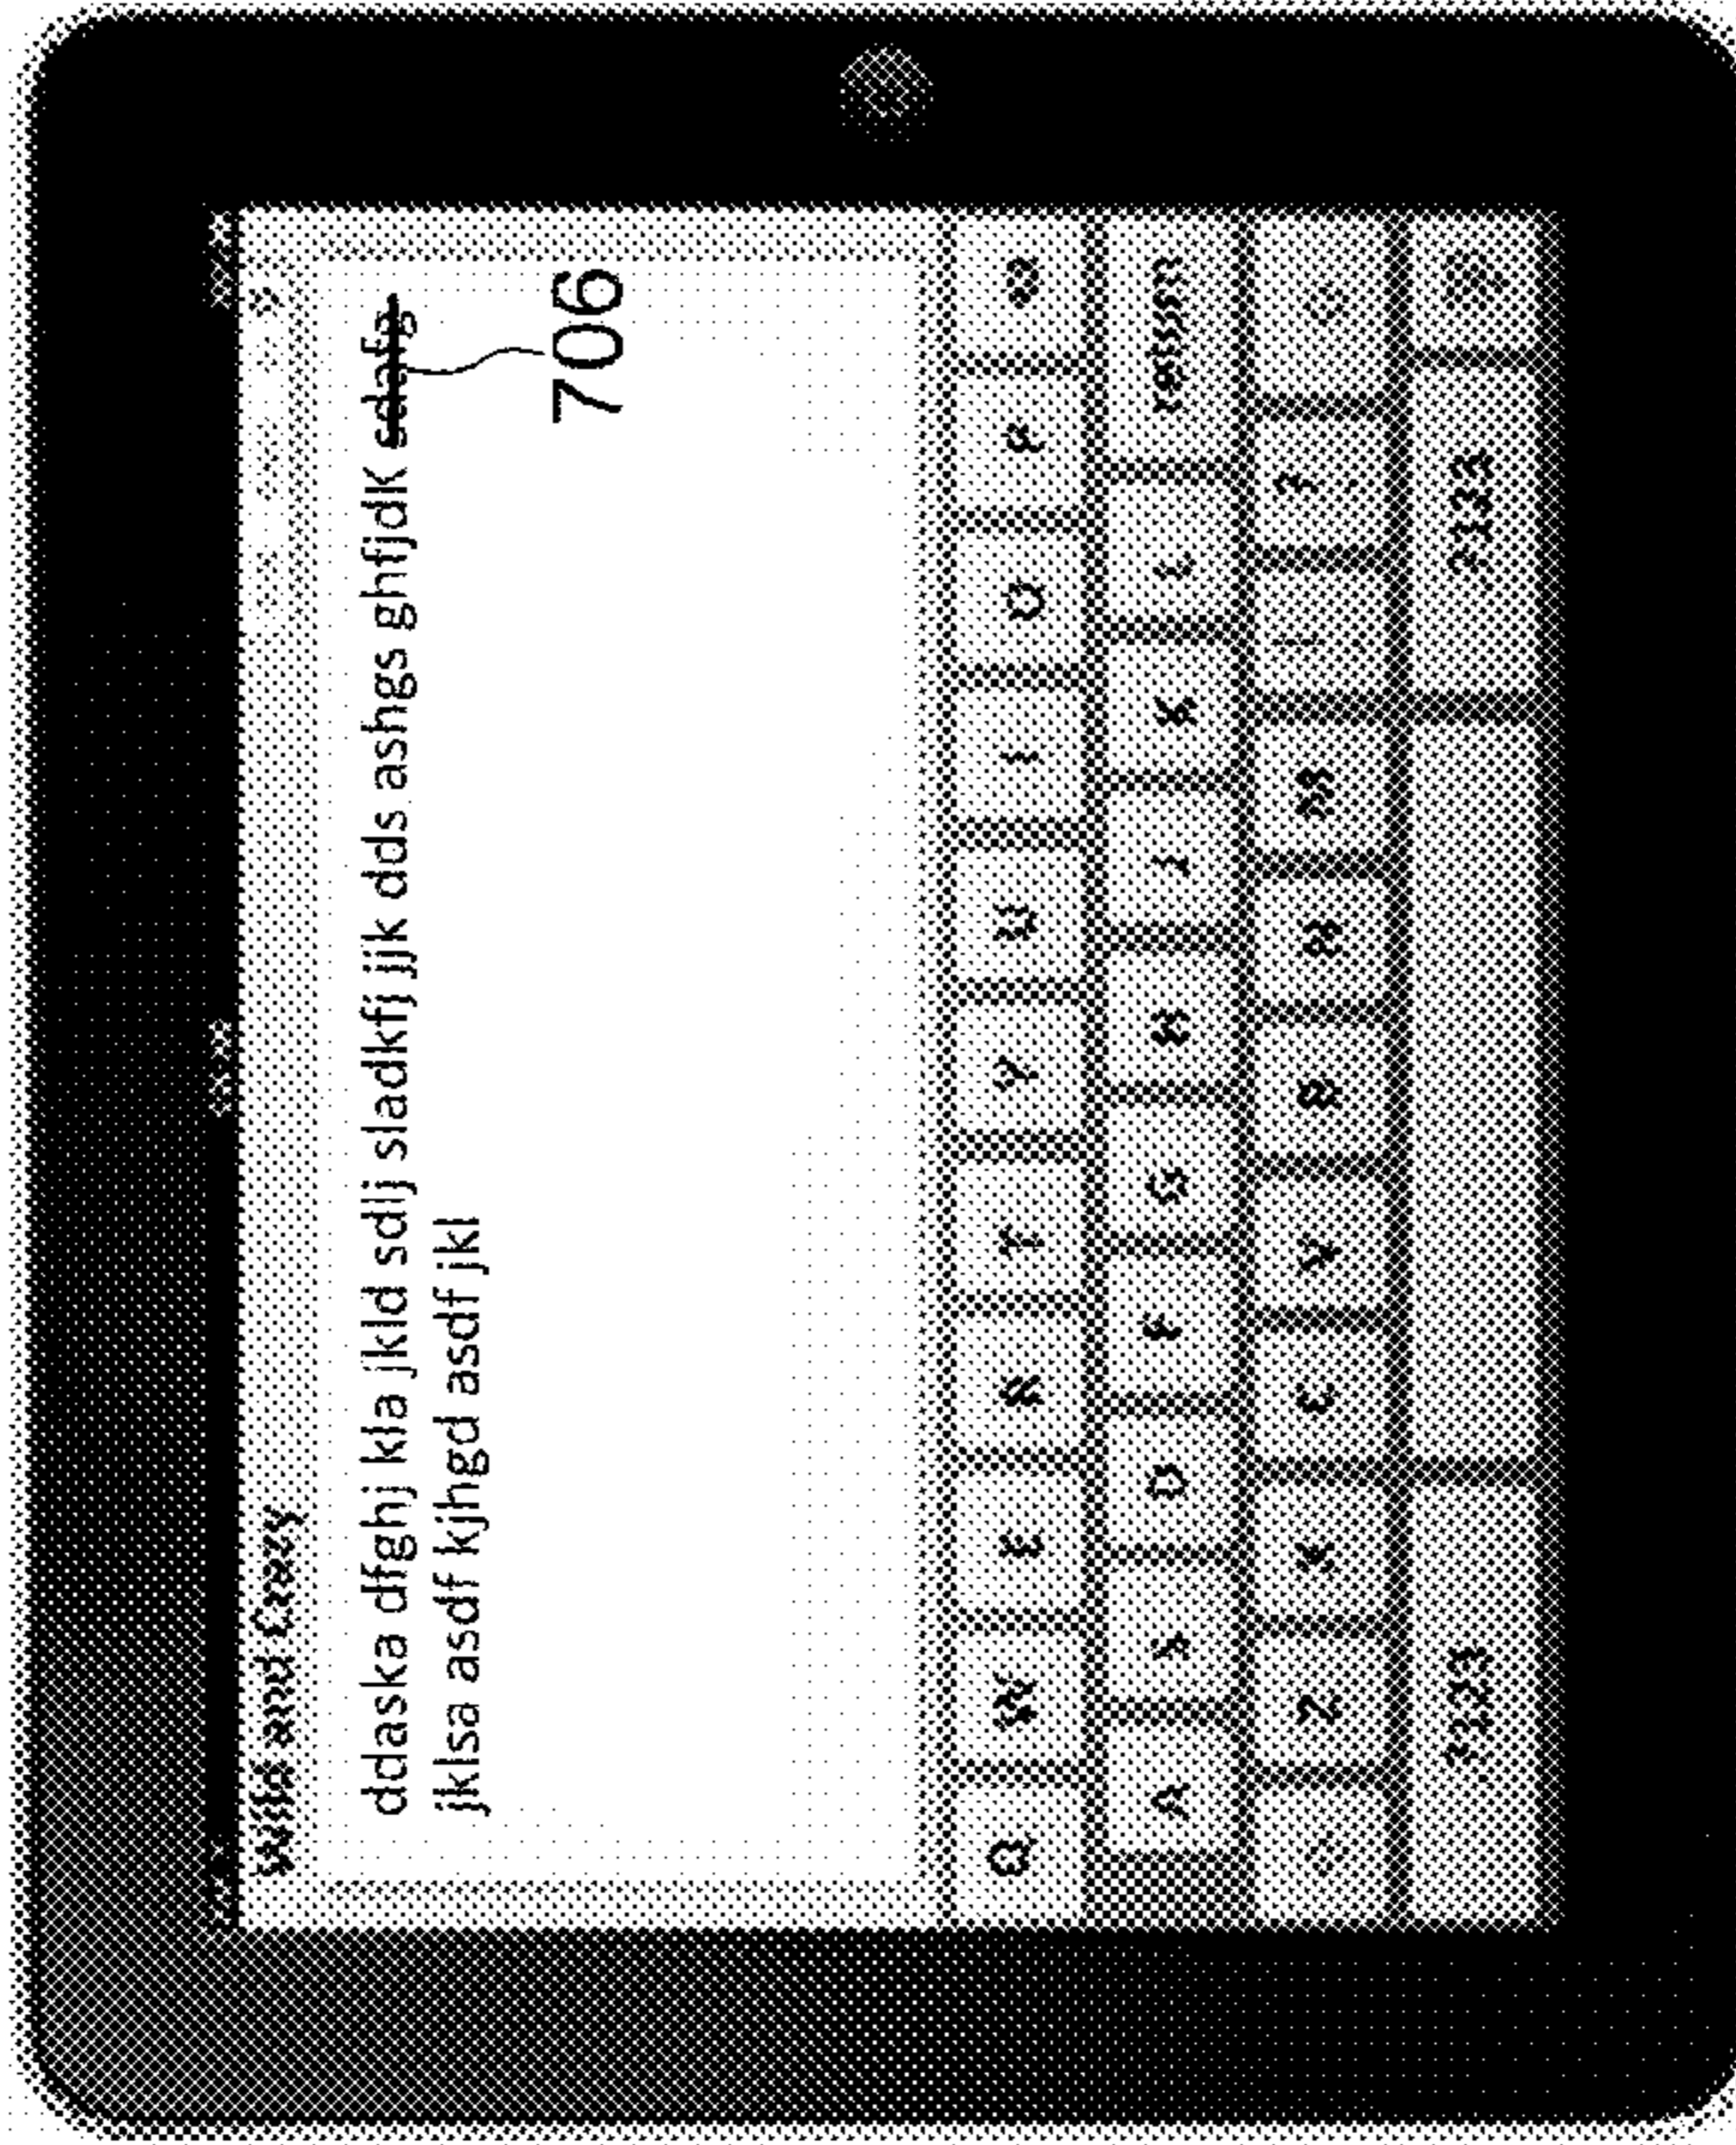 Wild and Crazy
ddaska dfghj kla jkld sdlj sladkfj jjk dds ashgs ghfjdk sdafg
jklsa asdf kjhgd asdf jkl
706
Q W E R T Y U I O P
A S D F G H J K L return
Z X C V B N M
.?123 .?123